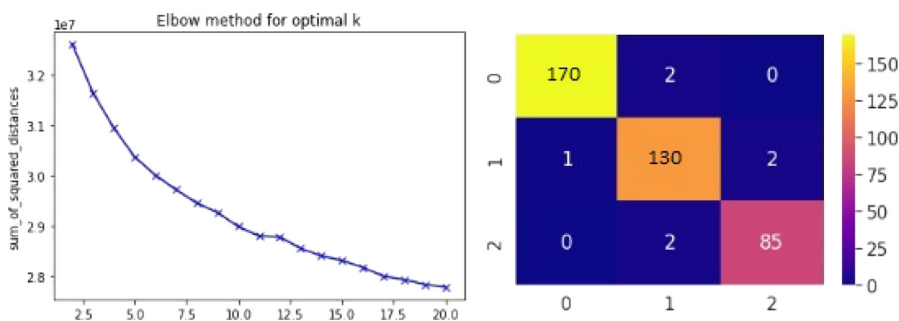 Elbow method for optimal k
1e7
3.2
3.1
3.0
2.9
2.8
sum_of_squared_distances
2.5 5.0 7.5 10.0 12.5 15.0 17.5 20.0
0 170 2 0
1 1 130 2
2 0 2 85
0 1 2
150
125
100
75
50
25
0